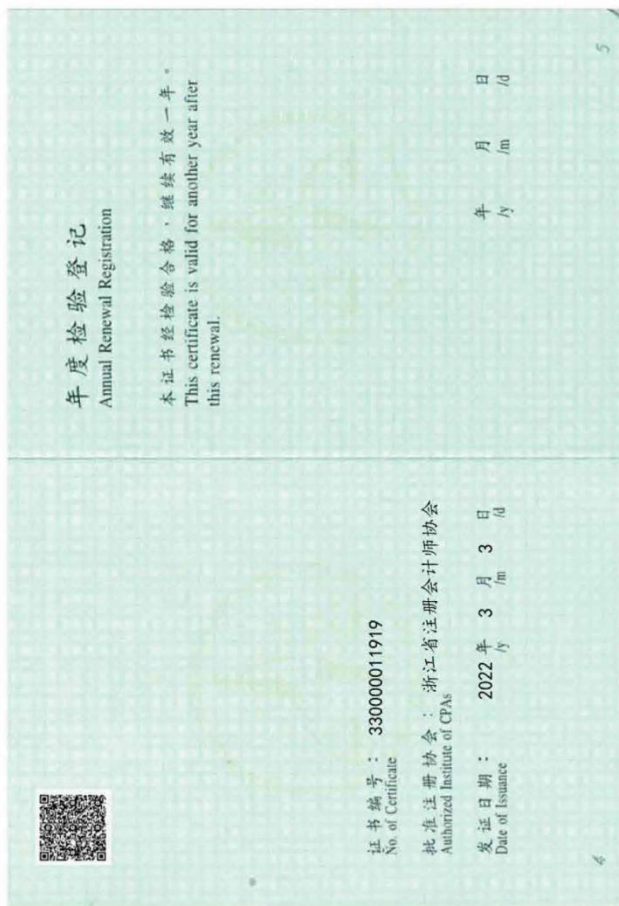 证书编号： 330000011919
No. of Certificate
批准注册协会： 浙江省注册会计师协会
Authorized Institute of CPAs
发证日期： 2022 年 3 月 3 日
Date of Issuance /y /m /d
4
年度检验登记
Annual Renewal Registration
本证书经检验合格，继续有效一年。
This certificate is valid for another year after
this renewal.
年 月 日
/y /m /d
5